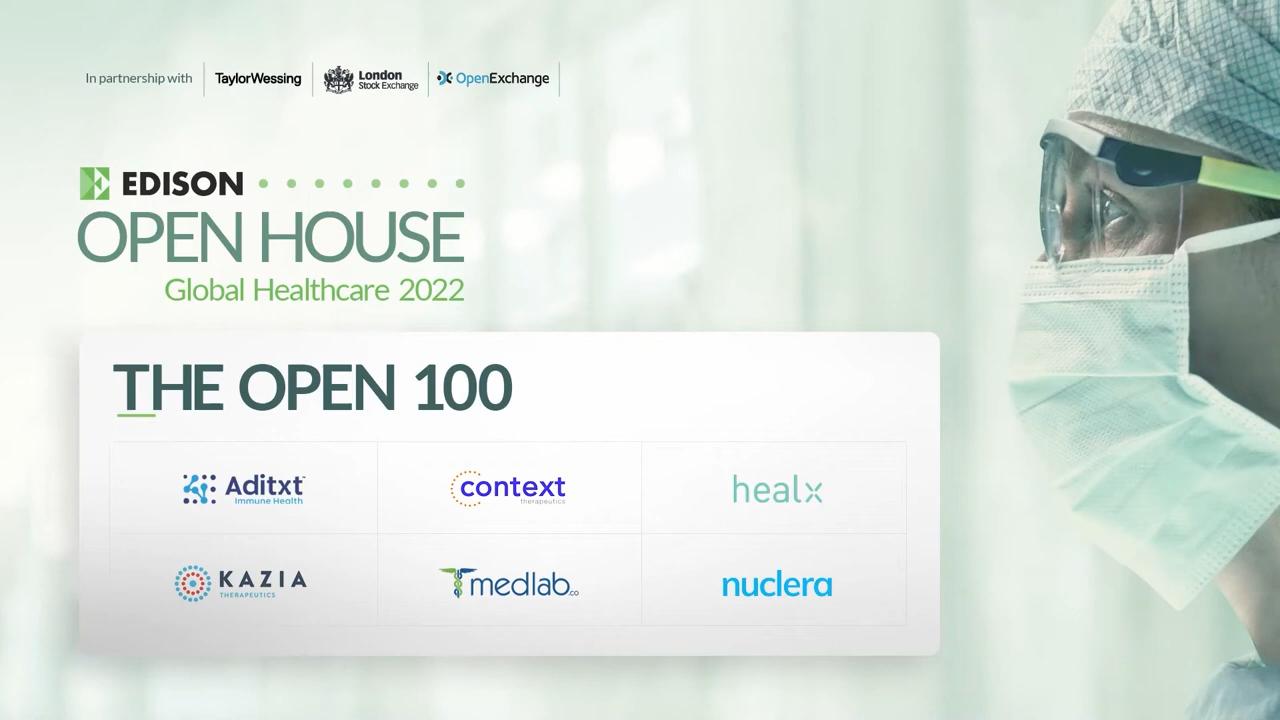 In partnership with TaylorWessing London Stock Exchange OpenExchange
EDISON
OPEN HOUSE
Global Healthcare 2022
THE OPEN 100
Aditxt Immune Health
context therapeutics
healx
KAZIA THERAPEUTICS
medlab.co
nuclera